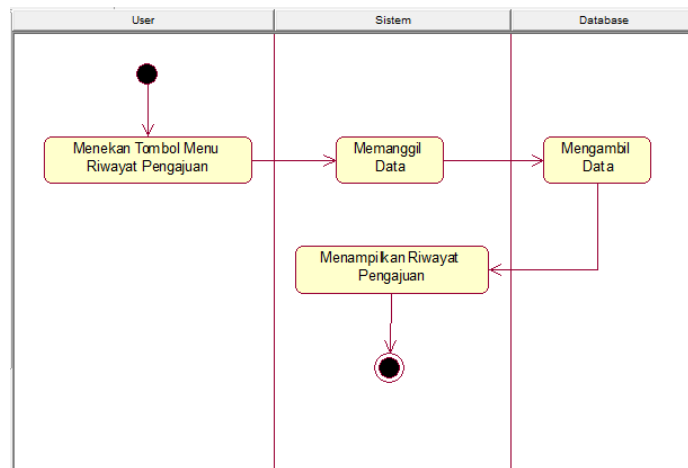 User
Sistem
Database
Menekan Tombol Menu
Riwayat Pengajuan
Memanggil
Data
Mengambil
Data
Menampilkan Riwayat
Pengajuan